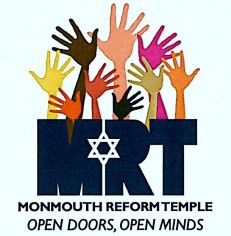 MRT
MONMOUTH REFORM TEMPLE
OPEN DOORS, OPEN MINDS